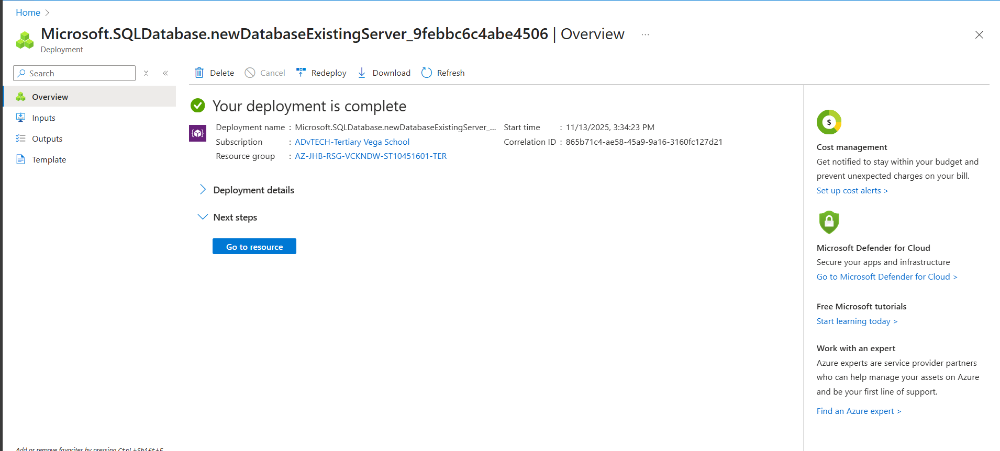 Home
Microsoft.SQLDatabase.newDatabaseExistingServer_9febbc6c4abe4506 | Overview ...
Deployment
Search
Overview
Inputs
Outputs
Template
Delete Cancel Redeploy Download Refresh
Your deployment is complete
Deployment name : Microsoft.SQLDatabase.newDatabaseExistingServer_...
Subscription : ADvTECH-Tertiary Vega School
Resource group : AZ-JHB-RSG-VCKNDW-ST10451601-TER
Start time : 11/13/2025, 3:34:23 PM
Correlation ID : 865b71c4-ae58-45a9-9a16-3160fc127d21
Deployment details
Next steps
Go to resource
Cost management
Get notified to stay within your budget and
prevent unexpected charges on your bill.
Set up cost alerts >
Microsoft Defender for Cloud
Secure your apps and infrastructure
Go to Microsoft Defender for Cloud >
Free Microsoft tutorials
Start learning today >
Work with an expert
Azure experts are service provider partners
who can help manage your assets on Azure
and be your first line of support.
Find an Azure expert >
Add or remove favorites by pressing Ctrl+Shift+F